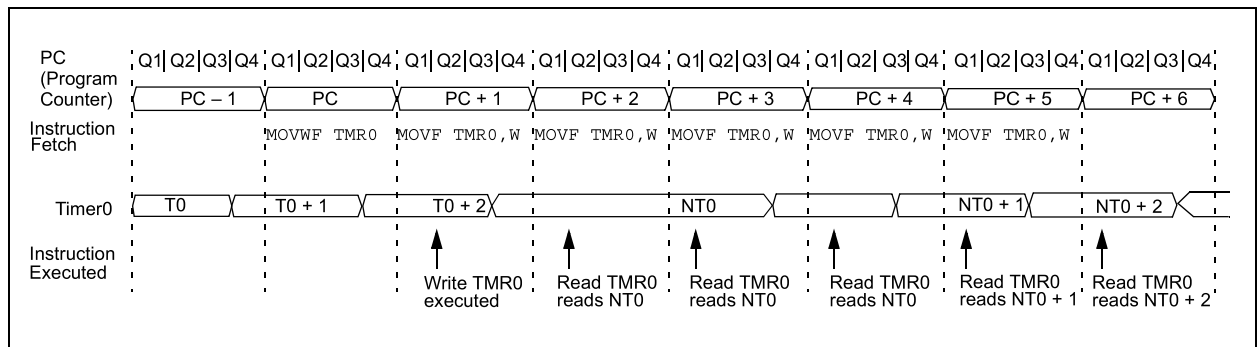 PC
(Program
Counter)
Q1 Q2 Q3 Q4 Q1 Q2 Q3 Q4 Q1 Q2 Q3 Q4 Q1 Q2 Q3 Q4 Q1 Q2 Q3 Q4 Q1 Q2 Q3 Q4 Q1 Q2 Q3 Q4 Q1 Q2 Q3 Q4
PC – 1 PC PC + 1 PC + 2 PC + 3 PC + 4 PC + 5 PC + 6
Instruction
Fetch
MOVWF TMR0 MOVF TMR0,W MOVF TMR0,W MOVF TMR0,W MOVF TMR0,W MOVF TMR0,W
Timer0
T0 T0 + 1 T0 + 2 NT0 NT0 + 1 NT0 + 2
Instruction
Executed
Write TMR0
executed
Read TMR0
reads NT0
Read TMR0
reads NT0
Read TMR0
reads NT0
Read TMR0
reads NT0 + 1
Read TMR0
reads NT0 + 2